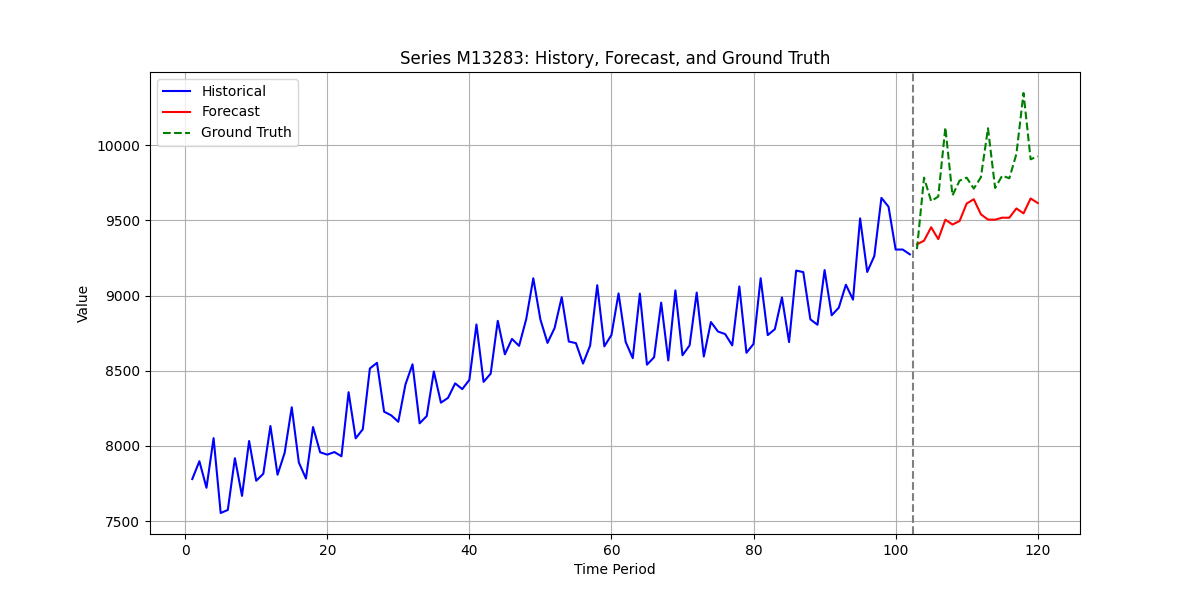 Series M13283: History, Forecast, and Ground Truth
Historical
Forecast
Ground Truth
Value
10000
9500
9000
8500
8000
7500
0 20 40 60 80 100 120
Time Period